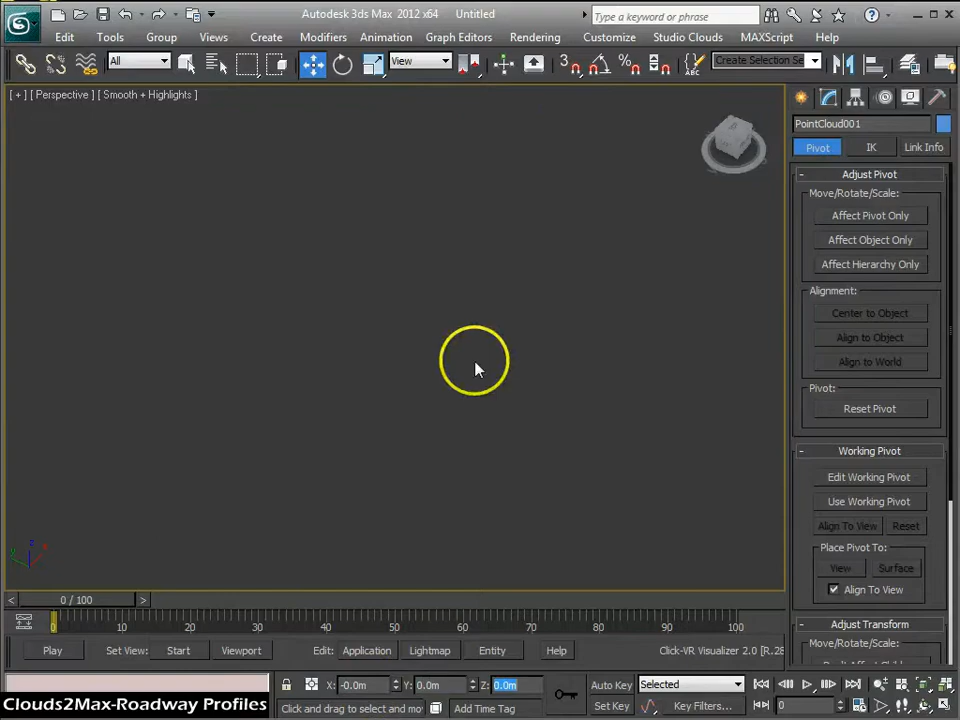 Autodesk 3ds Max 2012 x64 Untitled
Type a keyword or phrase
Edit Tools Group Views Create Modifiers Animation Graph Editors Rendering Customize Studio Clouds MAXScript Help
All View Create Selection Se
[ + ] [ Perspective ] [ Smooth + Highlights ]
PointCloud001
Pivot IK Link Info
- Adjust Pivot
Move/Rotate/Scale:
Affect Pivot Only
Affect Object Only
Affect Hierarchy Only
Alignment:
Center to Object
Align to Object
Align to World
Pivot:
Reset Pivot
- Working Pivot
Edit Working Pivot
Use Working Pivot
Align To View Reset
Place Pivot To:
View Surface
Align To View
- Adjust Transform
Move/Rotate/Scale:
< 0 / 100 >
0 10 20 30 40 50 60 70 80 90 100
Play Set View: Start Viewport Edit: Application Lightmap Entity Help Click-VR Visualizer 2.0 [R.28
X: -0.0m Y: 0.0m Z: 0.0m Auto Key Selected
Clouds2Max-Roadway Profiles Click and drag to select and mo Add Time Tag Set Key Key Filters... 0